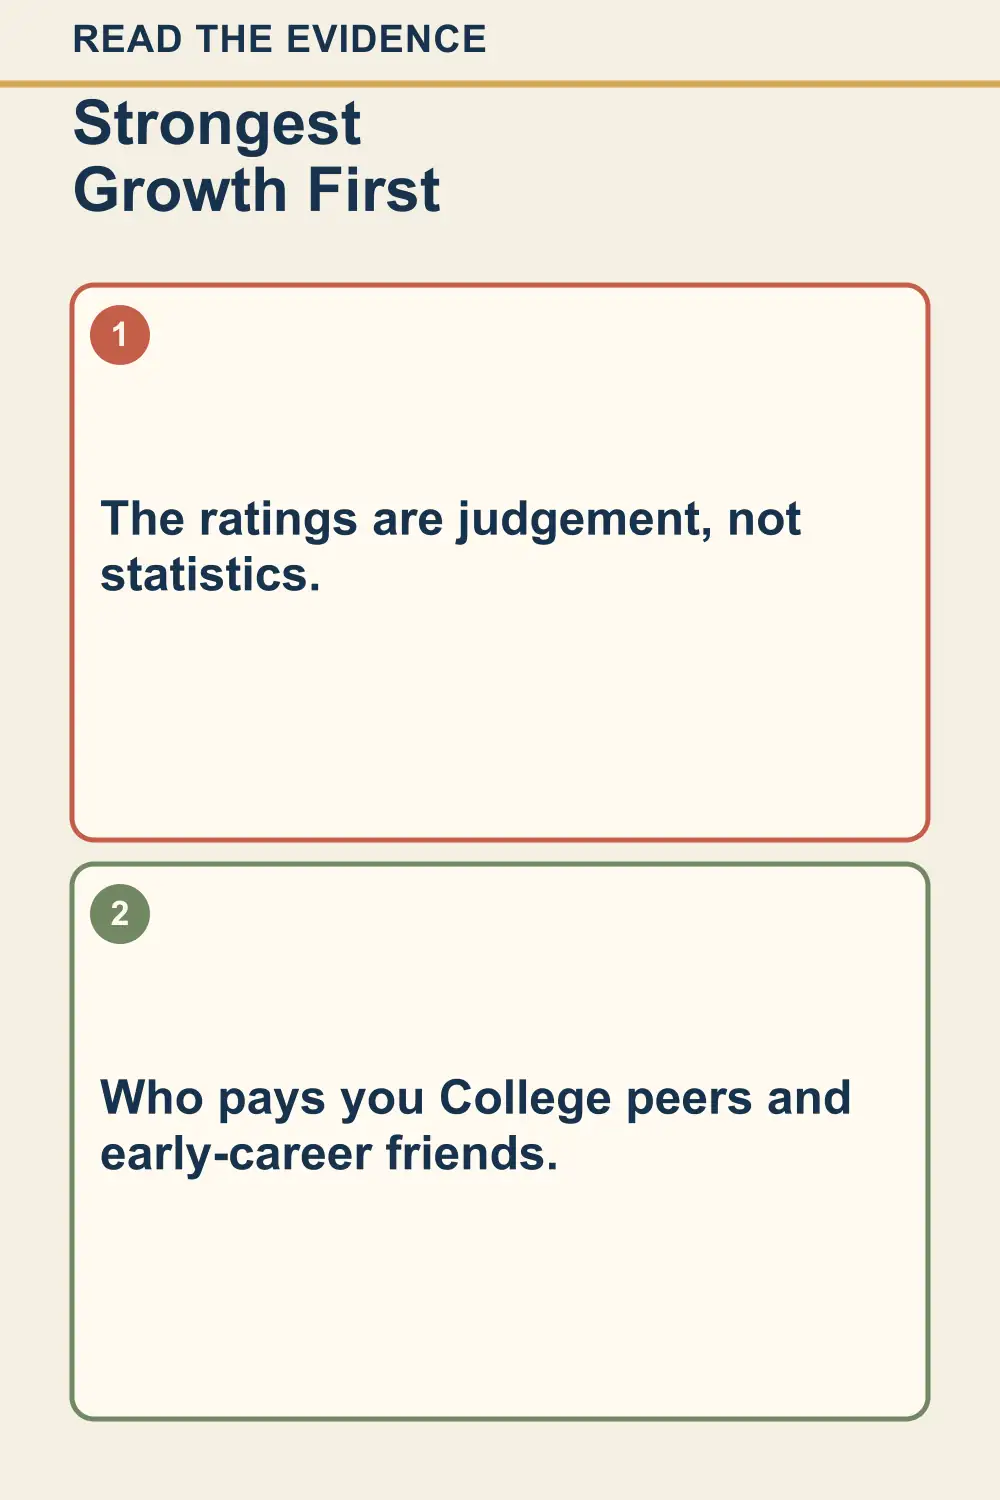 READ THE EVIDENCE
Strongest
Growth First
1
The ratings are judgement, not
statistics.
2
Who pays you College peers and
early-career friends.